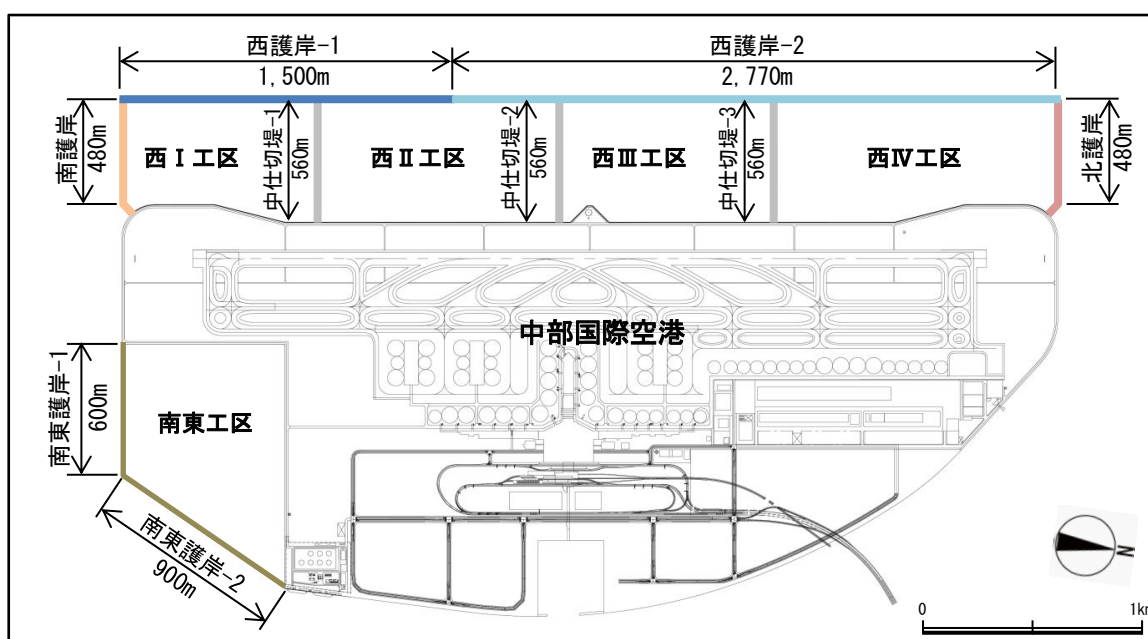 西護岸-1
1,500m
西護岸-2
2,770m
南護岸
480m
西Ⅰ工区
中仕切堤-1
560m
西Ⅱ工区
中仕切堤-2
560m
西Ⅲ工区
中仕切堤-3
560m
西Ⅳ工区
北護岸
480m
中部国際空港
南東護岸-1
600m
南東工区
南東護岸-2
900m
N
0
1km